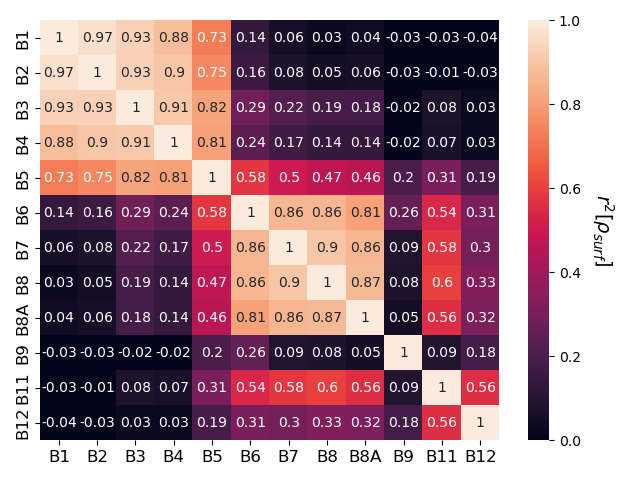 B1 1 0.97 0.93 0.88 0.73 0.14 0.06 0.03 0.04 -0.03 -0.03 -0.04
B2 0.97 1 0.93 0.9 0.75 0.16 0.08 0.05 0.06 -0.03 -0.01 -0.03
B3 0.93 0.93 1 0.91 0.82 0.29 0.22 0.19 0.18 -0.02 0.08 0.03
B4 0.88 0.9 0.91 1 0.81 0.24 0.17 0.14 0.14 -0.02 0.07 0.03
B5 0.73 0.75 0.82 0.81 1 0.58 0.5 0.47 0.46 0.2 0.31 0.19
B6 0.14 0.16 0.29 0.24 0.58 1 0.86 0.86 0.81 0.26 0.54 0.31
B7 0.06 0.08 0.22 0.17 0.5 0.86 1 0.9 0.86 0.09 0.58 0.3
B8 0.03 0.05 0.19 0.14 0.47 0.86 0.9 1 0.87 0.08 0.6 0.33
B8A 0.04 0.06 0.18 0.14 0.46 0.81 0.86 0.87 1 0.05 0.56 0.32
B9 -0.03 -0.03 -0.02 -0.02 0.2 0.26 0.09 0.08 0.05 1 0.09 0.18
B11 -0.03 -0.01 0.08 0.07 0.31 0.54 0.58 0.6 0.56 0.09 1 0.56
B12 -0.04 -0.03 0.03 0.03 0.19 0.31 0.3 0.33 0.32 0.18 0.56 1
B1 B2 B3 B4 B5 B6 B7 B8 B8A B9 B11 B12
1.0
0.8
0.6
0.4
0.2
0.0
r²[ρ_surf]